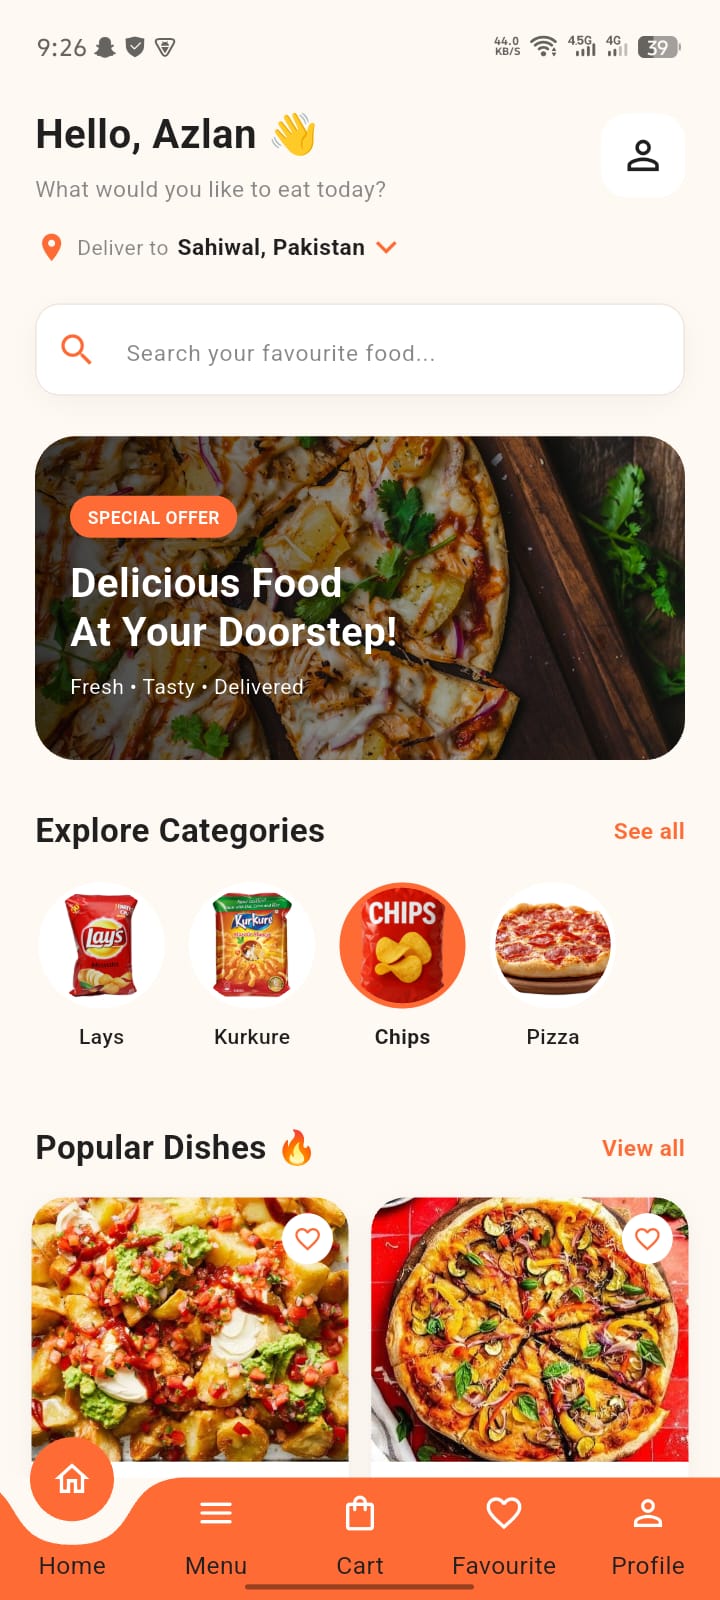 9:26
44.0
KB/S
4.5G
4G
39
Hello, Azlan 👋
What would you like to eat today?
Deliver to Sahiwal, Pakistan
Search your favourite food...
SPECIAL OFFER
Delicious Food
At Your Doorstep!
Fresh • Tasty • Delivered
Explore Categories
See all
Lay's
Kurkure
CHIPS
Lays
Kurkure
Chips
Pizza
Popular Dishes 🔥
View all
Home
Menu
Cart
Favourite
Profile